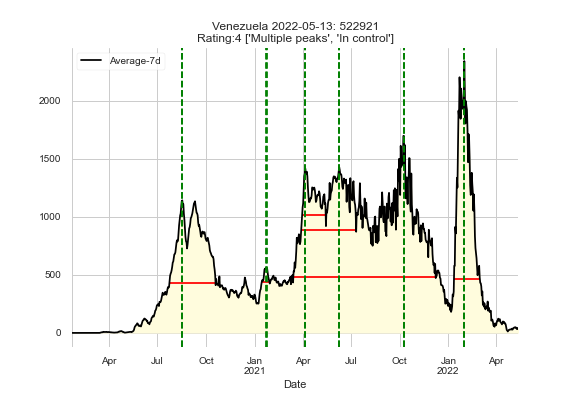 Venezuela 2022-05-13: 522921
Rating:4 ['Multiple peaks', 'In control']
Average-7d
2000
1500
1000
500
0
Apr
Jul
Oct
Jan
2021
Apr
Jul
Oct
Jan
2022
Apr
Date